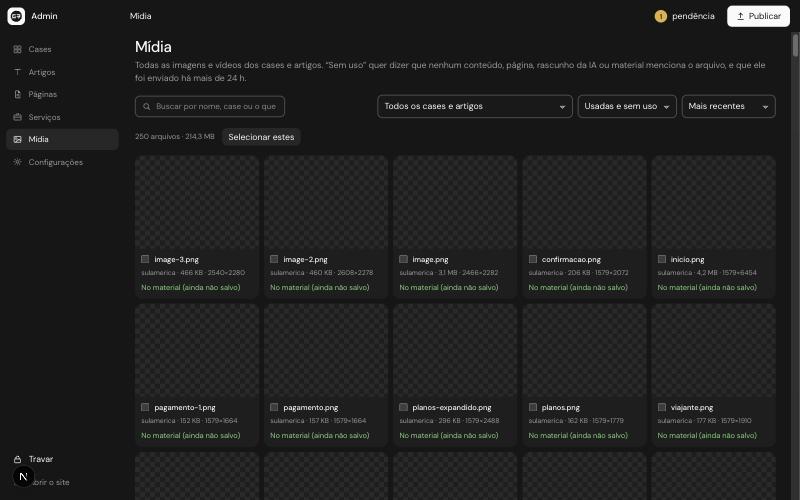 Admin
Mídia
1 pendência
Publicar
Cases
Artigos
Páginas
Serviços
Mídia
Configurações
Mídia
Todas as imagens e vídeos dos cases e artigos. “Sem uso” quer dizer que nenhum conteúdo, página, rascunho da IA ou material menciona o arquivo, e que ele
foi enviado há mais de 24 h.
Buscar por nome, case ou o que
Todos os cases e artigos
Usadas e sem uso
Mais recentes
250 arquivos · 214,3 MB
Selecionar estes
image-3.png
sulamerica · 466 KB · 2540×2280
No material (ainda não salvo)
image-2.png
sulamerica · 460 KB · 2608×2278
No material (ainda não salvo)
image.png
sulamerica · 3,1 MB · 2466×2282
No material (ainda não salvo)
confirmacao.png
sulamerica · 206 KB · 1579×2072
No material (ainda não salvo)
inicio.png
sulamerica · 4,2 MB · 1579×6454
No material (ainda não salvo)
pagamento-1.png
sulamerica · 152 KB · 1579×1664
No material (ainda não salvo)
pagamento.png
sulamerica · 157 KB · 1579×1664
No material (ainda não salvo)
planos-expandido.png
sulamerica · 296 KB · 1579×2488
No material (ainda não salvo)
planos.png
sulamerica · 162 KB · 1579×1779
No material (ainda não salvo)
viajante.png
sulamerica · 177 KB · 1579×1910
No material (ainda não salvo)
Travar
N
brir o site